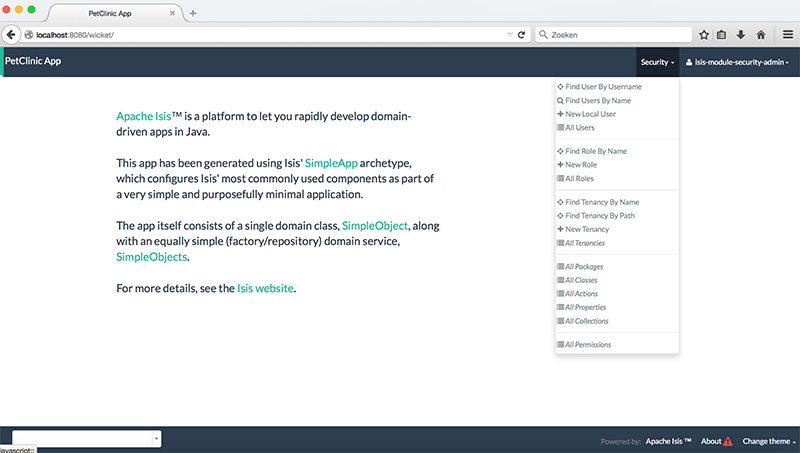 PetClinic App
localhost:8080/wicket/
Zoeken
PetClinic App
Security
isis-module-security-admin
Find User By Username
Find Users By Name
New Local User
All Users
Find Role By Name
New Role
All Roles
Find Tenancy By Name
Find Tenancy By Path
New Tenancy
All Tenancies
All Packages
All Classes
All Actions
All Properties
All Collections
All Permissions
Apache Isis™ is a platform to let you rapidly develop domain-
driven apps in Java.
This app has been generated using Isis' SimpleApp archetype,
which configures Isis' most commonly used components as part of
a very simple and purposefully minimal application.
The app itself consists of a single domain class, SimpleObject, along
with an equally simple (factory/repository) domain service,
SimpleObjects.
For more details, see the Isis website.
Powered by: Apache Isis ™ About Change theme
javascript:;